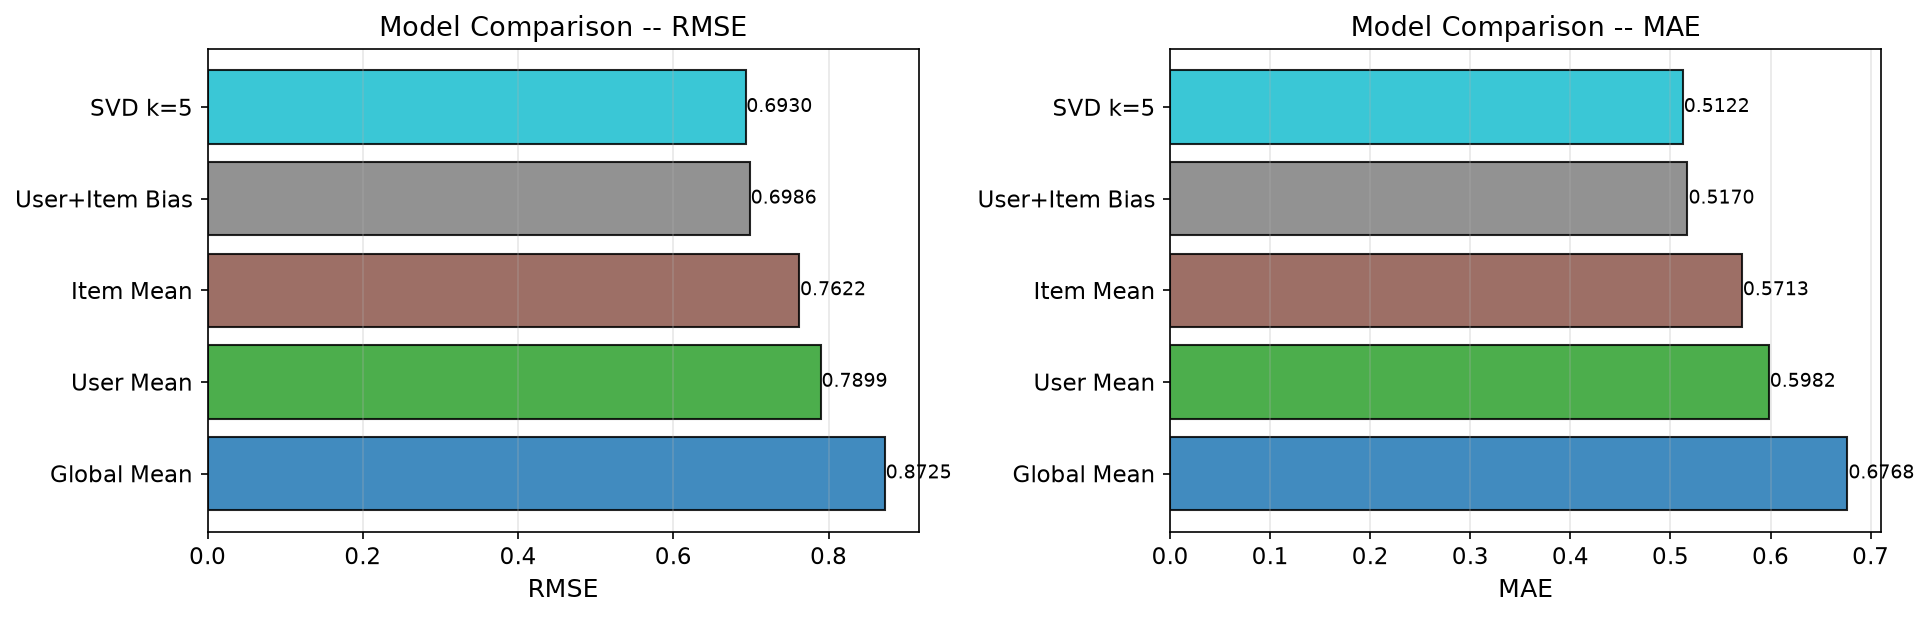 Model Comparison -- RMSE
SVD k=5
0.6930
User+Item Bias
0.6986
Item Mean
0.7622
User Mean
0.7899
Global Mean
0.8725
0.0 0.2 0.4 0.6 0.8
RMSE
Model Comparison -- MAE
SVD k=5
0.5122
User+Item Bias
0.5170
Item Mean
0.5713
User Mean
0.5982
Global Mean
0.6768
0.0 0.1 0.2 0.3 0.4 0.5 0.6 0.7
MAE